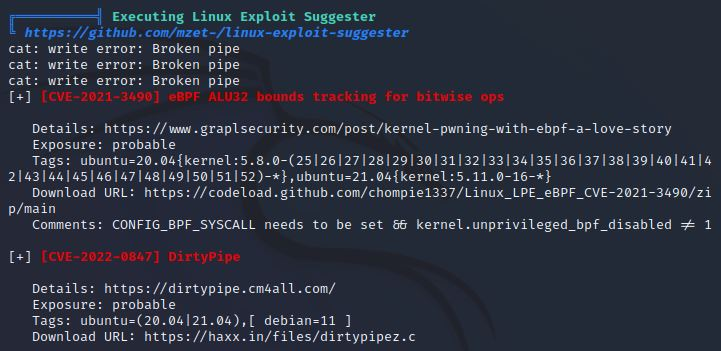 Executing Linux Exploit Suggester
https://github.com/mzet-/linux-exploit-suggester
cat: write error: Broken pipe
cat: write error: Broken pipe
cat: write error: Broken pipe
[+] [CVE-2021-3490] eBPF ALU32 bounds tracking for bitwise ops
Details: https://www.graplsecurity.com/post/kernel-pwning-with-ebpf-a-love-story
Exposure: probable
Tags: ubuntu=20.04{kernel:5.8.0-(25|26|27|28|29|30|31|32|33|34|35|36|37|38|39|40|41|4
2|43|44|45|46|47|48|49|50|51|52)-*},ubuntu=21.04{kernel:5.11.0-16-*}
Download URL: https://codeload.github.com/chompie1337/Linux_LPE_eBPF_CVE-2021-3490/zi
p/main
Comments: CONFIG_BPF_SYSCALL needs to be set && kernel.unprivileged_bpf_disabled != 1
[+] [CVE-2022-0847] DirtyPipe
Details: https://dirtypipe.cm4all.com/
Exposure: probable
Tags: ubuntu=(20.04|21.04),[ debian=11 ]
Download URL: https://haxx.in/files/dirtypipez.c